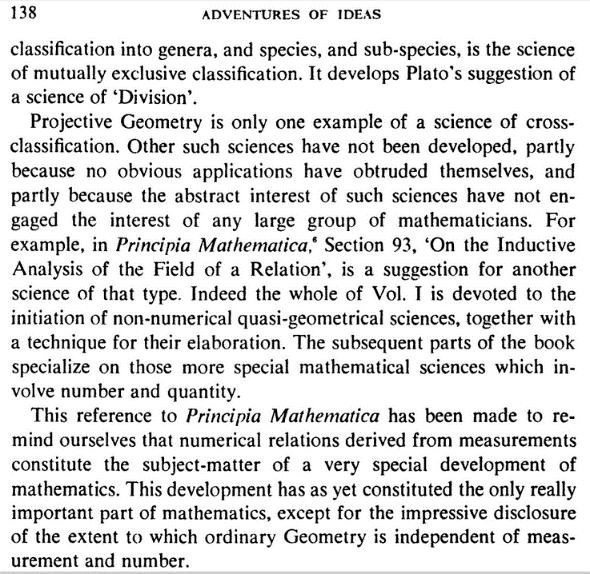 138 ADVENTURES OF IDEAS
classification into genera, and species, and sub-species, is the science
of mutually exclusive classification. It develops Plato's suggestion of
a science of ‘Division’.
Projective Geometry is only one example of a science of cross-
classification. Other such sciences have not been developed, partly
because no obvious applications have obtruded themselves, and
partly because the abstract interest of such sciences have not en-
gaged the interest of any large group of mathematicians. For
example, in Principia Mathematica, Section 93, ‘On the Inductive
Analysis of the Field of a Relation’, is a suggestion for another
science of that type. Indeed the whole of Vol. I is devoted to the
initiation of non-numerical quasi-geometrical sciences, together with
a technique for their elaboration. The subsequent parts of the book
specialize on those more special mathematical sciences which in-
volve number and quantity.
This reference to Principia Mathematica has been made to re-
mind ourselves that numerical relations derived from measurements
constitute the subject-matter of a very special development of
mathematics. This development has as yet constituted the only really
important part of mathematics, except for the impressive disclosure
of the extent to which ordinary Geometry is independent of meas-
urement and number.